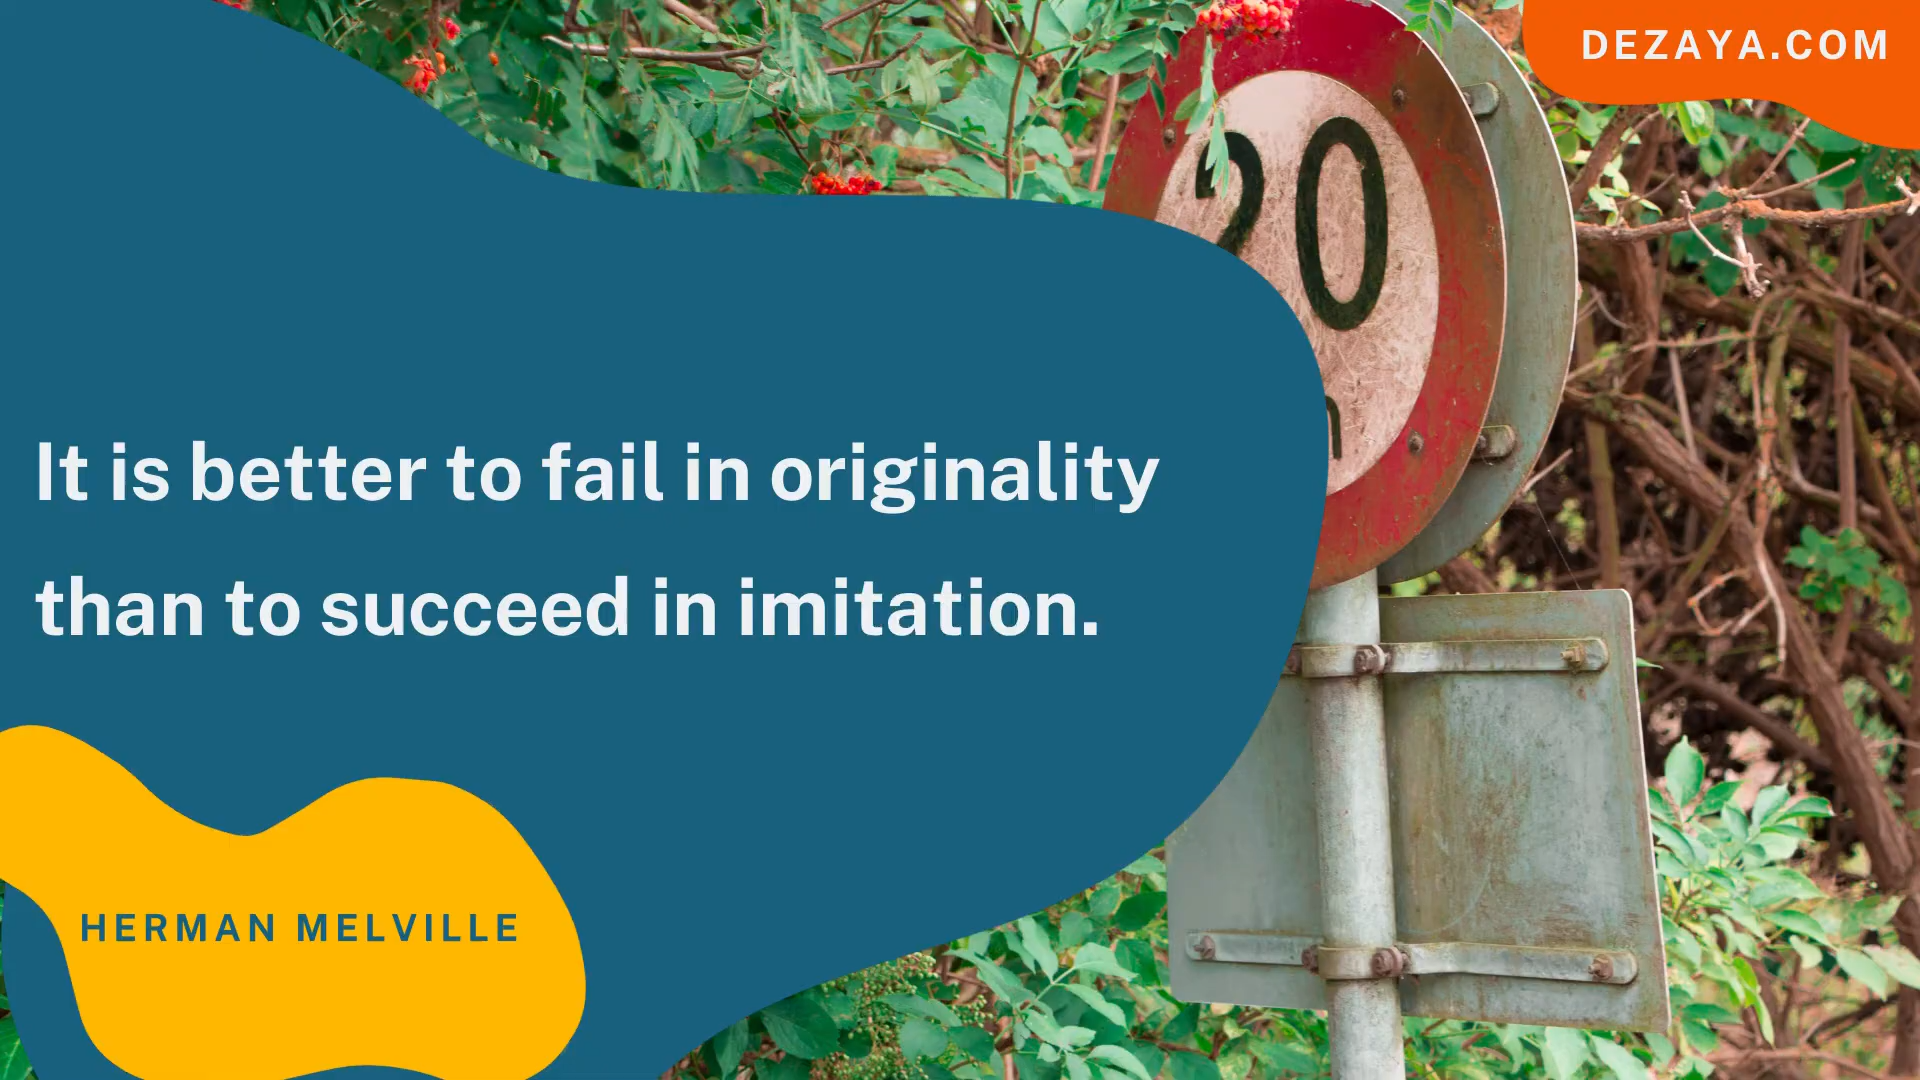 DEZAYA.COM
20
It is better to fail in originality
than to succeed in imitation.
HERMAN MELVILLE